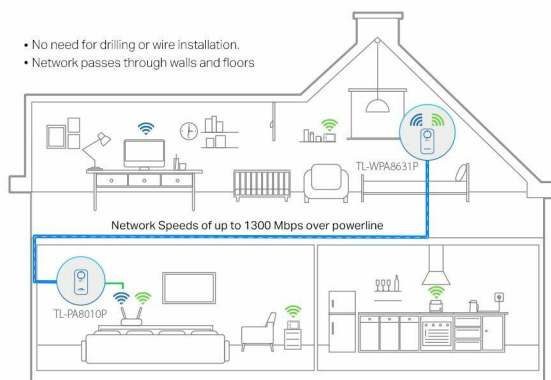 • No need for drilling or wire installation.
• Network passes through walls and floors
TL-WPA8631P
Network Speeds of up to 1300 Mbps over powerline
TL-PA8010P